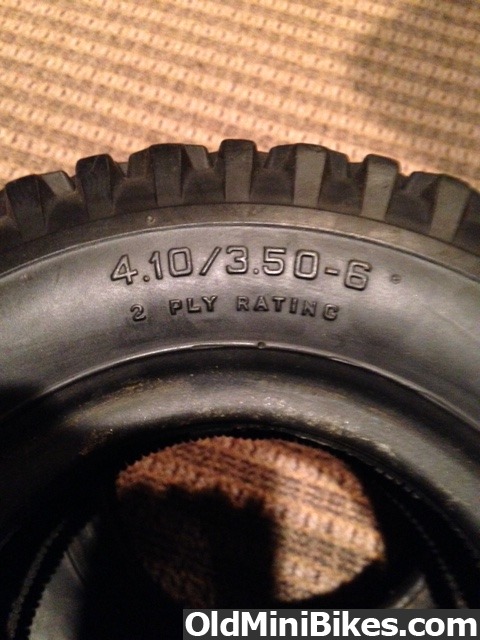 4.10/3.50-6
2 PLY RATING
OldMiniBikes.com